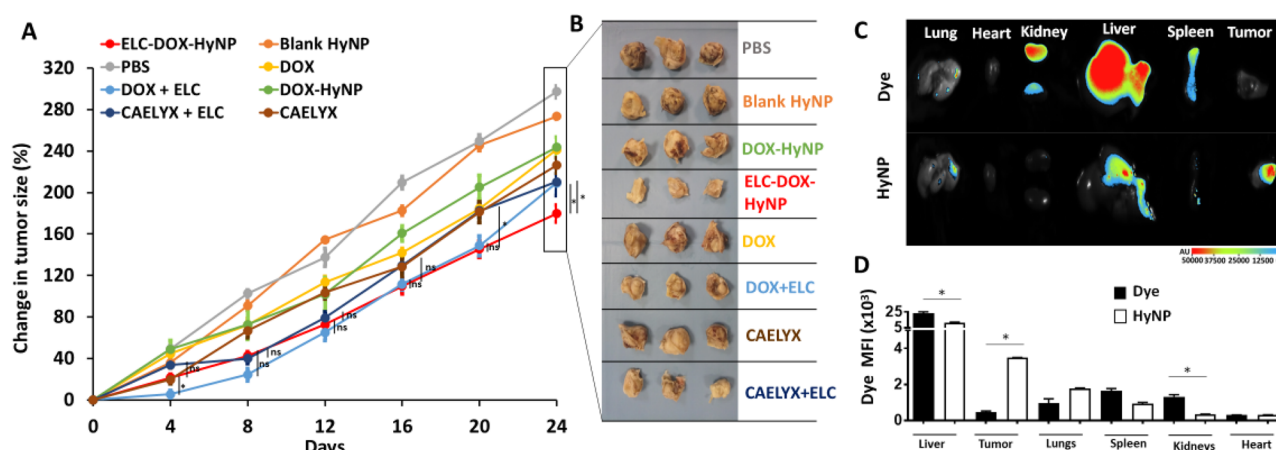 A
ELC-DOX-HyNP
Blank HyNP
PBS
DOX
DOX + ELC
DOX-HyNP
CAELYX + ELC
CAELYX
Change in tumor size (%)
320
280
240
200
160
120
80
40
0
0 4 8 12 16 20 24
Days
*
ns
ns
ns
ns
ns
ns
ns
ns
ns
*
* *
B
PBS
Blank HyNP
DOX-HyNP
ELC-DOX-
HyNP
DOX
DOX+ELC
CAELYX
CAELYX+ELC
C
Lung Heart Kidney Liver Spleen Tumor
Dye
HyNP
AU
50000 37500 25000 12500
D
Dye MFI (x10³)
25
5
4
2
0
* * *
Dye
HyNP
Liver Tumor Lungs Spleen Kidneys Heart